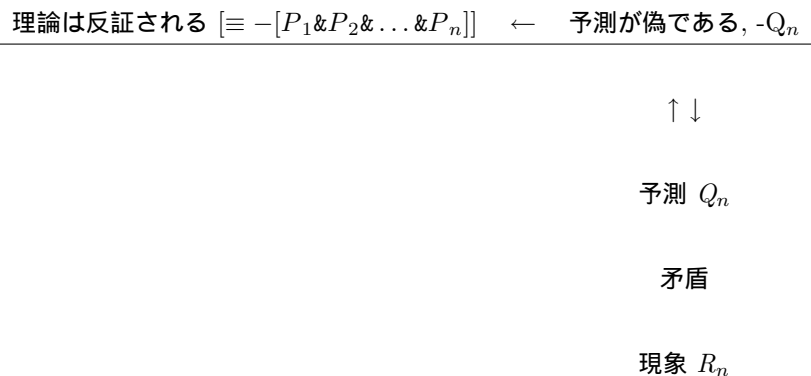 理論は反証される [≡ −[P₁&P₂&...&Pₙ]] ← 予測が偽である, -Qₙ
↑↓
予測 Qₙ
矛盾
現象 Rₙ